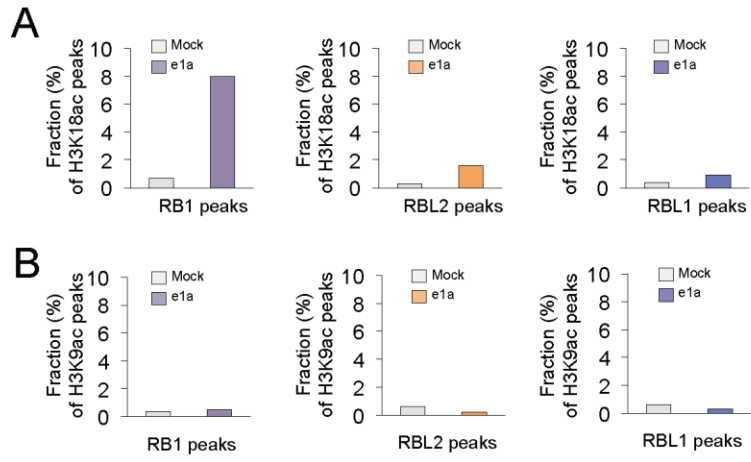 A
Fraction (%)
of H3K18ac peaks
10
8
6
4
2
0
Mock
e1a
RB1 peaks
Fraction (%)
of H3K18ac peaks
10
8
6
4
2
0
Mock
e1a
RBL2 peaks
Fraction (%)
of H3K18ac peaks
10
8
6
4
2
0
Mock
e1a
RBL1 peaks
B
Fraction (%)
of H3K9ac peaks
10
8
6
4
2
0
Mock
e1a
RB1 peaks
Fraction (%)
of H3K9ac peaks
10
8
6
4
2
0
Mock
e1a
RBL2 peaks
Fraction (%)
of H3K9ac peaks
10
8
6
4
2
0
Mock
e1a
RBL1 peaks